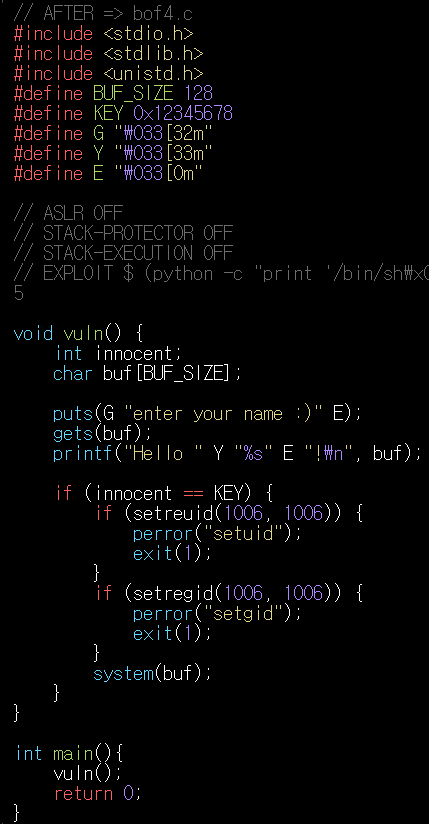 // AFTER => bof4.c
#include <stdio.h>
#include <stdlib.h>
#include <unistd.h>
#define BUF_SIZE 128
#define KEY 0x12345678
#define G "₩033[32m"
#define Y "₩033[33m"
#define E "₩033[0m"
// ASLR OFF
// STACK-PROTECTOR OFF
// STACK-EXECUTION OFF
// EXPLOIT $ (python -c "print '/bin/sh₩x0
5
void vuln() {
    int innocent;
    char buf[BUF_SIZE];
    puts(G "enter your name :)" E);
    gets(buf);
    printf("Hello " Y "%s" E "!₩n", buf);
    if (innocent == KEY) {
        if (setreuid(1006, 1006)) {
            perror("setuid");
            exit(1);
        }
        if (setregid(1006, 1006)) {
            perror("setgid");
            exit(1);
        }
        system(buf);
    }
}
int main(){
    vuln();
    return 0;
}